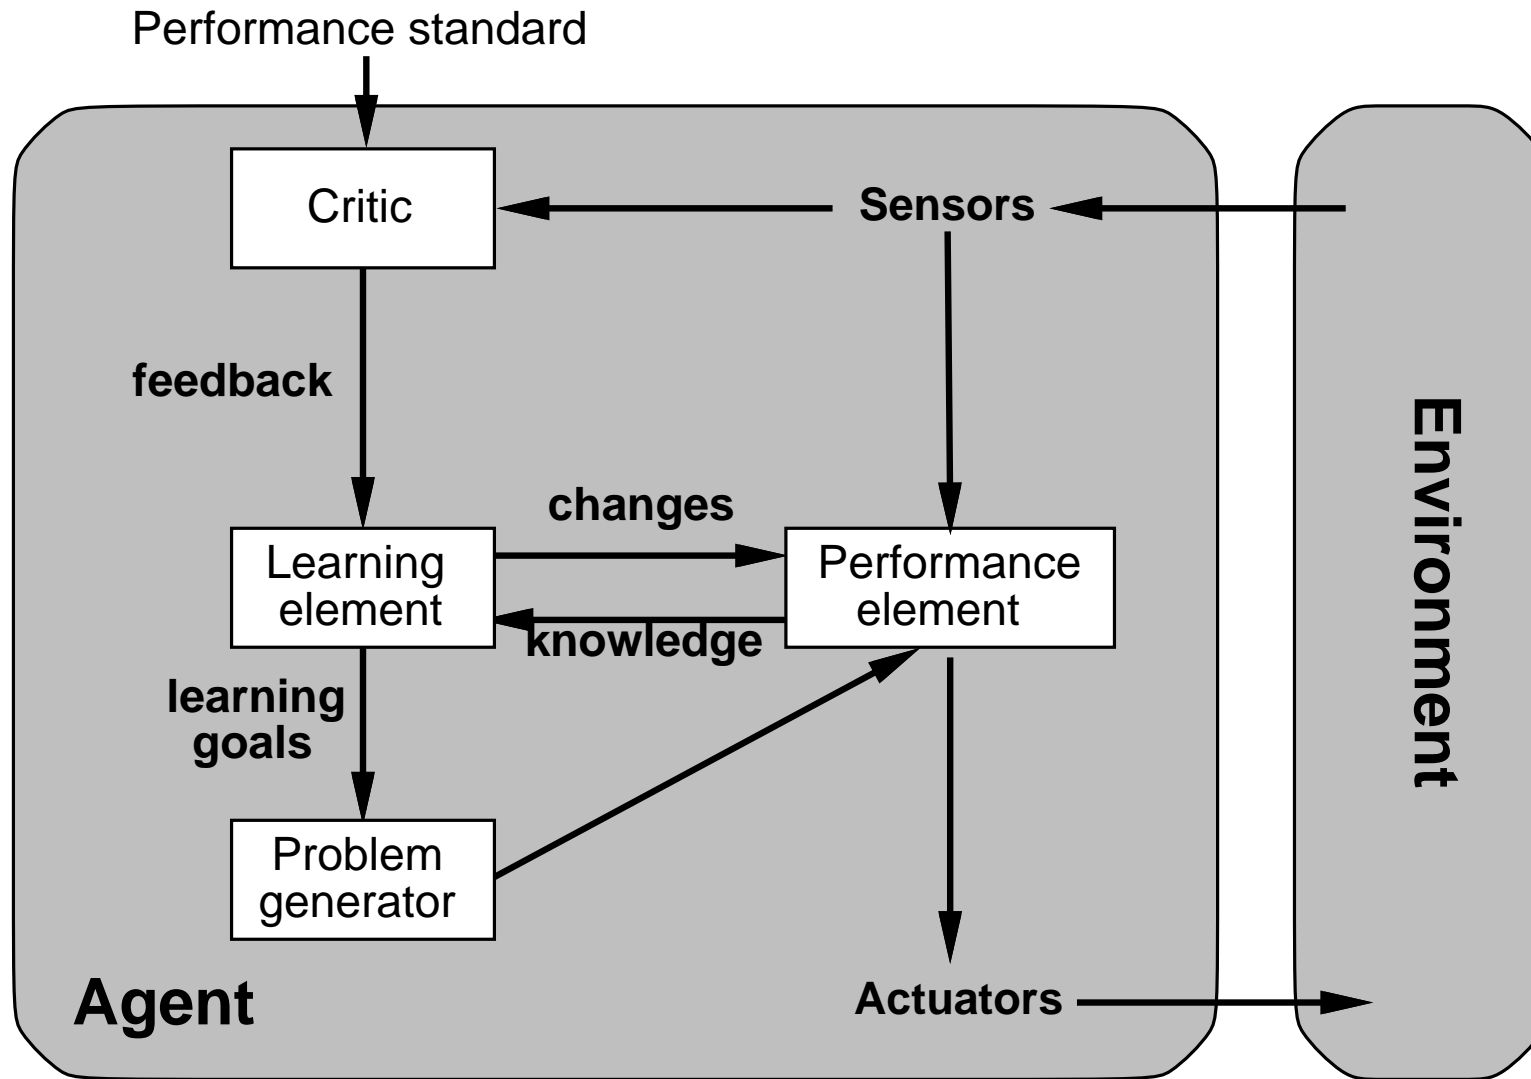 Performance standard
Critic
Sensors
feedback
changes
Learning
element
Performance
element
knowledge
learning
goals
Problem
generator
Agent
Actuators
Environment